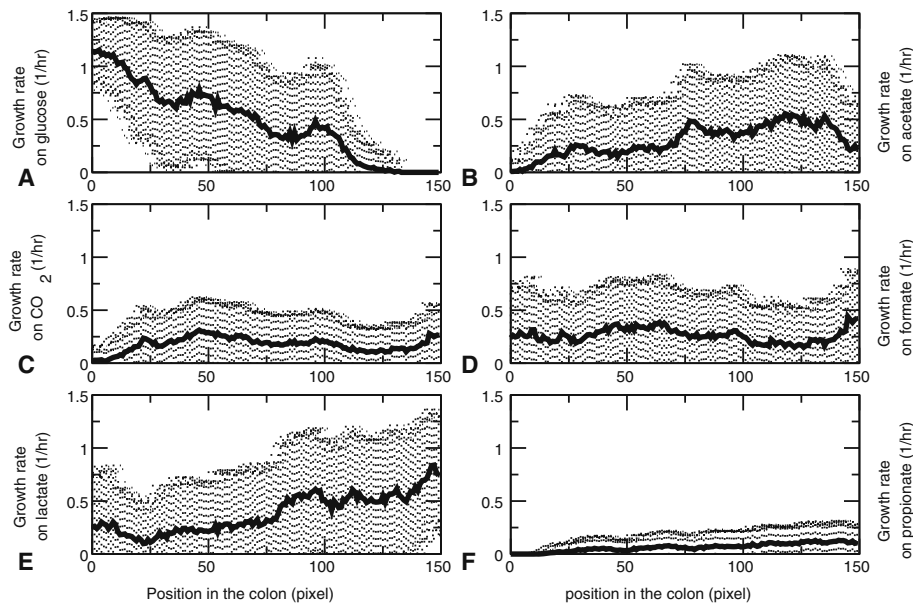 1.5
1
0.5
0
Growth rate
on glucose (1/hr)
A
0 50 100 150
1.5
1
0.5
0
Growth rate
on acetate (1/hr)
B
0 50 100 150
1.5
1
0.5
0
Growth rate
on CO 2 (1/hr)
C
0 50 100 150
1.5
1
0.5
0
Growth rate
on formate (1/hr)
D
0 50 100 150
1.5
1
0.5
0
Growth rate
on lactate (1/hr)
E
0 50 100 150
Position in the colon (pixel)
1.5
1
0.5
0
Growth rate
on propionate (1/hr)
F
0 50 100 150
position in the colon (pixel)